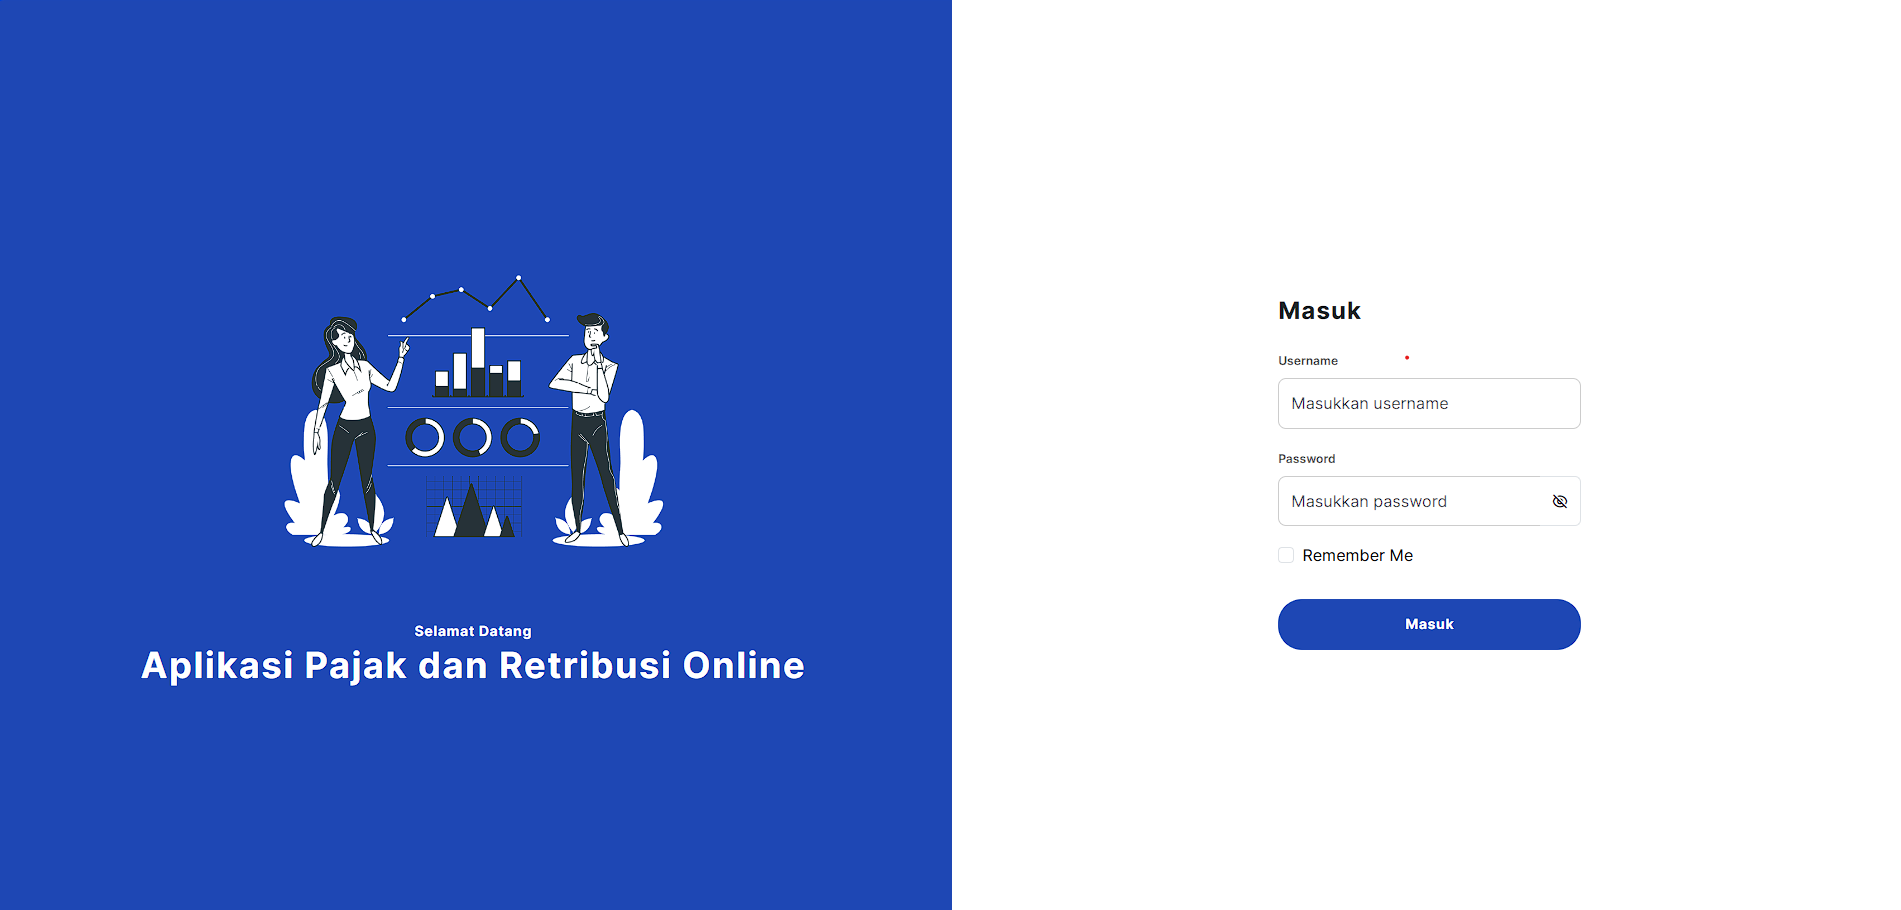 Selamat Datang
Aplikasi Pajak dan Retribusi Online
Masuk
Username
Masukkan username
Password
Masukkan password
Remember Me
Masuk